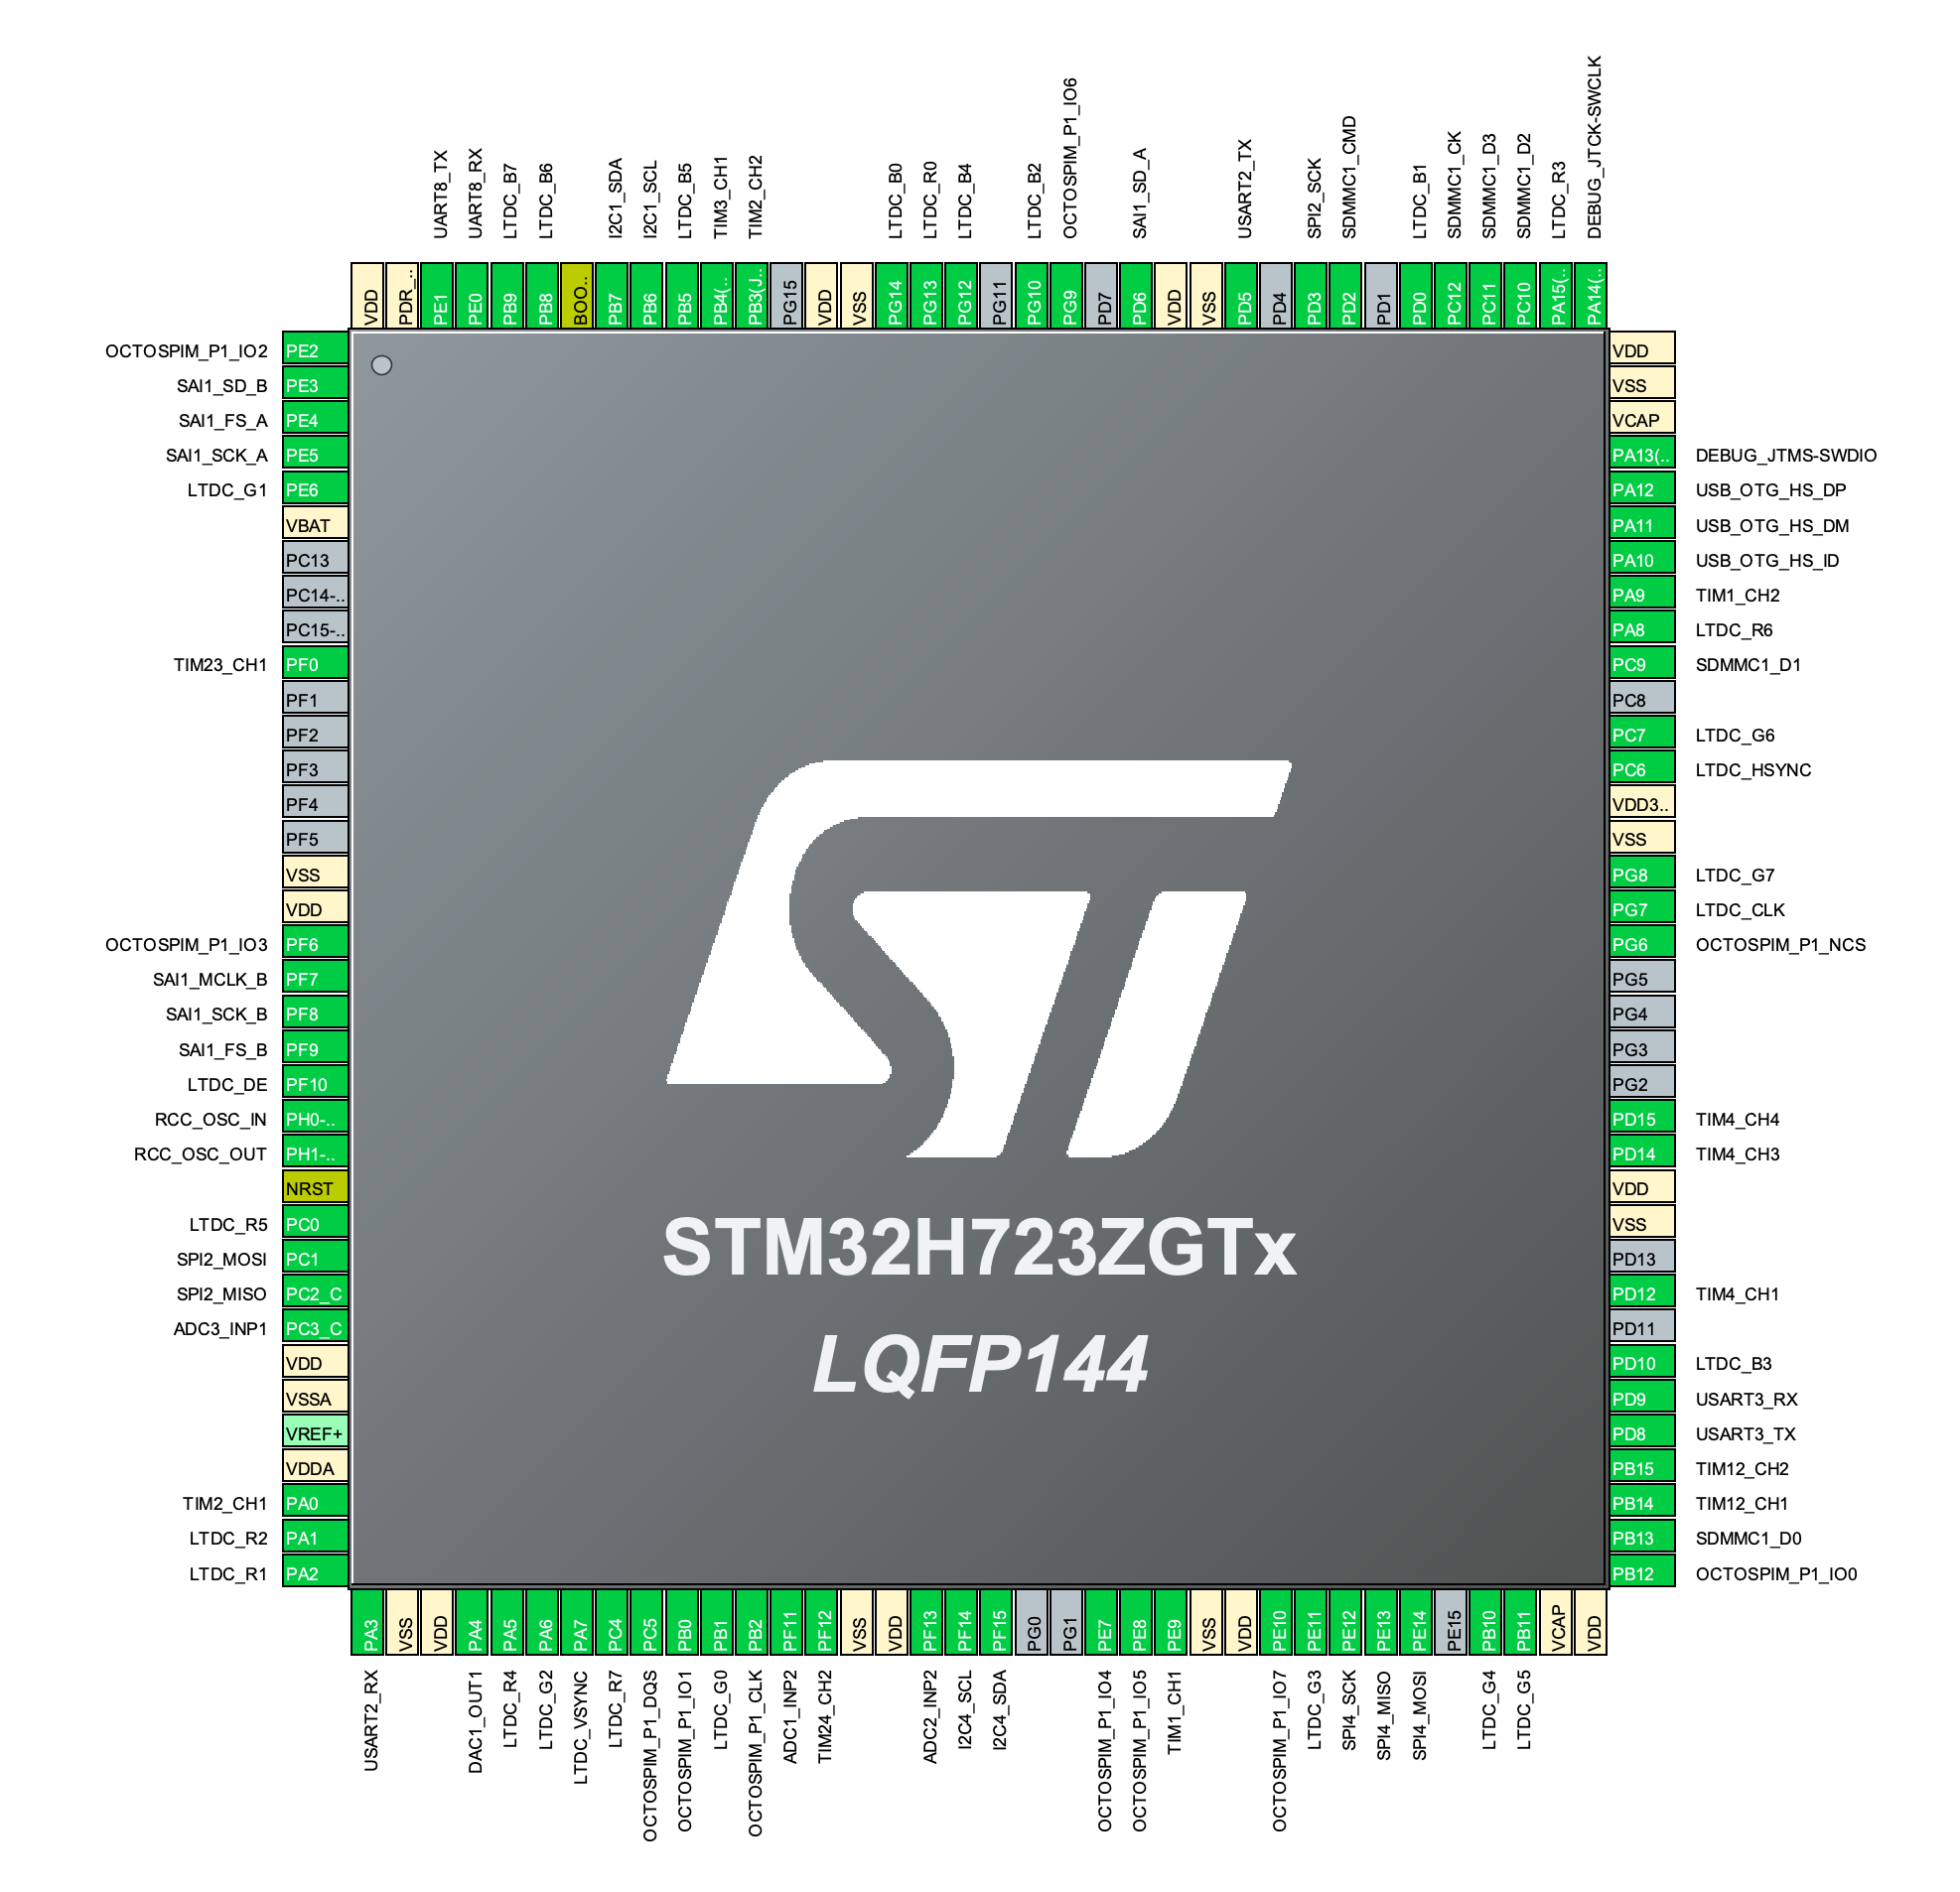 UART8_TX
UART8_RX
LTDC_B7
LTDC_B6
I2C1_SDA
I2C1_SCL
LTDC_B5
TIM3_CH1
TIM2_CH2
LTDC_B0
LTDC_R0
LTDC_B4
LTDC_B2
OCTOSPIM_P1_IO6
SAI1_SD_A
USART2_TX
SPI2_SCK
SDMMC1_CMD
LTDC_B1
SDMMC1_CK
SDMMC1_D3
SDMMC1_D2
LTDC_R3
DEBUG_JTCK-SWCLK
VDD
PDR_..
PE1
PE0
PB9
PB8
BOO..
PB7
PB6
PB5
PB4(..
PB3(J..
PG15
VDD
VSS
PG14
PG13
PG12
PG11
PG10
PG9
PD7
PD6
VDD
VSS
PD5
PD4
PD3
PD2
PD1
PD0
PC12
PC11
PC10
PA15(..
PA14(..
OCTOSPIM_P1_IO2 PE2
SAI1_SD_B PE3
SAI1_FS_A PE4
SAI1_SCK_A PE5
LTDC_G1 PE6
VBAT
PC13
PC14-..
PC15-..
TIM23_CH1 PF0
PF1
PF2
PF3
PF4
PF5
VSS
VDD
OCTOSPIM_P1_IO3 PF6
SAI1_MCLK_B PF7
SAI1_SCK_B PF8
SAI1_FS_B PF9
LTDC_DE PF10
RCC_OSC_IN PH0-..
RCC_OSC_OUT PH1-..
NRST
LTDC_R5 PC0
SPI2_MOSI PC1
SPI2_MISO PC2_C
ADC3_INP1 PC3_C
VDD
VSSA
VREF+
VDDA
TIM2_CH1 PA0
LTDC_R2 PA1
LTDC_R1 PA2
STM32H723ZGTx
LQFP144
VDD
VSS
VCAP
PA13(.. DEBUG_JTMS-SWDIO
PA12 USB_OTG_HS_DP
PA11 USB_OTG_HS_DM
PA10 USB_OTG_HS_ID
PA9 TIM1_CH2
PA8 LTDC_R6
PC9 SDMMC1_D1
PC8
PC7 LTDC_G6
PC6 LTDC_HSYNC
VDD3..
VSS
PG8 LTDC_G7
PG7 LTDC_CLK
PG6 OCTOSPIM_P1_NCS
PG5
PG4
PG3
PG2
PD15 TIM4_CH4
PD14 TIM4_CH3
VDD
VSS
PD13
PD12 TIM4_CH1
PD11
PD10 LTDC_B3
PD9 USART3_RX
PD8 USART3_TX
PB15 TIM12_CH2
PB14 TIM12_CH1
PB13 SDMMC1_D0
PB12 OCTOSPIM_P1_IO0
PA3
VSS
VDD
PA4
PA5
PA6
PA7
PC4
PC5
PB0
PB1
PB2
PF11
PF12
VSS
VDD
PF13
PF14
PF15
PG0
PG1
PE7
PE8
PE9
VSS
VDD
PE10
PE11
PE12
PE13
PE14
PE15
PB10
PB11
VCAP
VDD
USART2_RX
DAC1_OUT1
LTDC_R4
LTDC_G2
LTDC_VSYNC
LTDC_R7
OCTOSPIM_P1_DQS
OCTOSPIM_P1_IO1
LTDC_G0
OCTOSPIM_P1_CLK
ADC1_INP2
TIM24_CH2
ADC2_INP2
I2C4_SCL
I2C4_SDA
OCTOSPIM_P1_IO4
OCTOSPIM_P1_IO5
TIM1_CH1
OCTOSPIM_P1_IO7
LTDC_G3
SPI4_SCK
SPI4_MISO
SPI4_MOSI
LTDC_G4
LTDC_G5